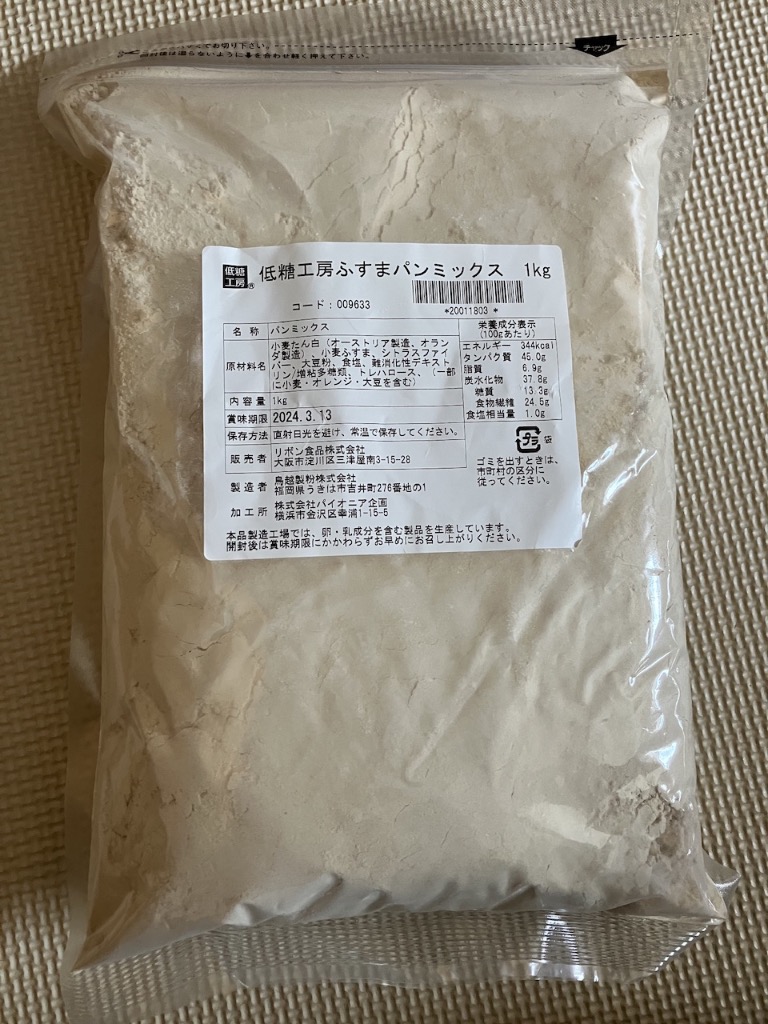 でお切り下さい。
チャック
低糖工房® 低糖工房ふすまパンミックス 1kg
コード：009633
*20011803 *
名 称 パンミックス
原材料名 小麦たん白（オーストリア製造、オラン
ダ製造）、小麦ふすま、シトラスファイ
バー、大豆粉、食塩、難消化性デキスト
リン/増粘多糖類、トレハロース、（一部
に小麦・オレンジ・大豆を含む）
内容量 1kg
賞味期限 2024.3.13
保存方法 直射日光を避け、常温で保存してください。
販売者 リボン食品株式会社
大阪市淀川区三津屋南3-15-28
製造者 鳥越製粉株式会社
福岡県うきは市吉井町276番地の1
加工所 株式会社パイオニア企画
横浜市金沢区幸浦1-15-5
本品製造工場では、卵・乳成分を含む製品を生産しています。
開封後は賞味期限にかかわらずお早めにお召し上がりください。
栄養成分表示
(100gあたり)
エネルギー 344kcal
タンパク質 45.0g
脂質 6.9g
炭水化物 37.8g
糖質 13.3g
食物繊維 24.5g
食塩相当量 1.0g
プラ 袋
ゴミを出すときは、
市町村の区分に
従ってください。